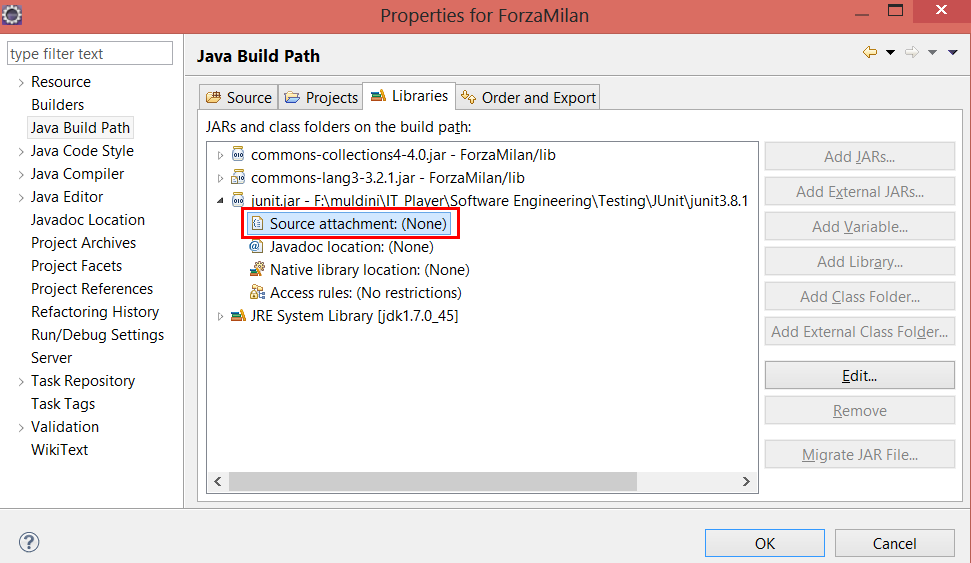 Properties for ForzaMilan
type filter text
Resource
Builders
Java Build Path
Java Code Style
Java Compiler
Java Editor
Javadoc Location
Project Archives
Project Facets
Project References
Refactoring History
Run/Debug Settings
Server
Task Repository
Task Tags
Validation
WikiText
Java Build Path
Source Projects Libraries Order and Export
JARs and class folders on the build path:
commons-collections4-4.0.jar - ForzaMilan/lib
commons-lang3-3.2.1.jar - ForzaMilan/lib
junit.jar - F:\muldini\IT_Player\Software Engineering\Testing\JUnit\junit3.8.1
Source attachment: (None)
Javadoc location: (None)
Native library location: (None)
Access rules: (No restrictions)
JRE System Library [jdk1.7.0_45]
Add JARs...
Add External JARs...
Add Variable...
Add Library...
Add Class Folder...
Add External Class Folder...
Edit...
Remove
Migrate JAR File...
OK
Cancel